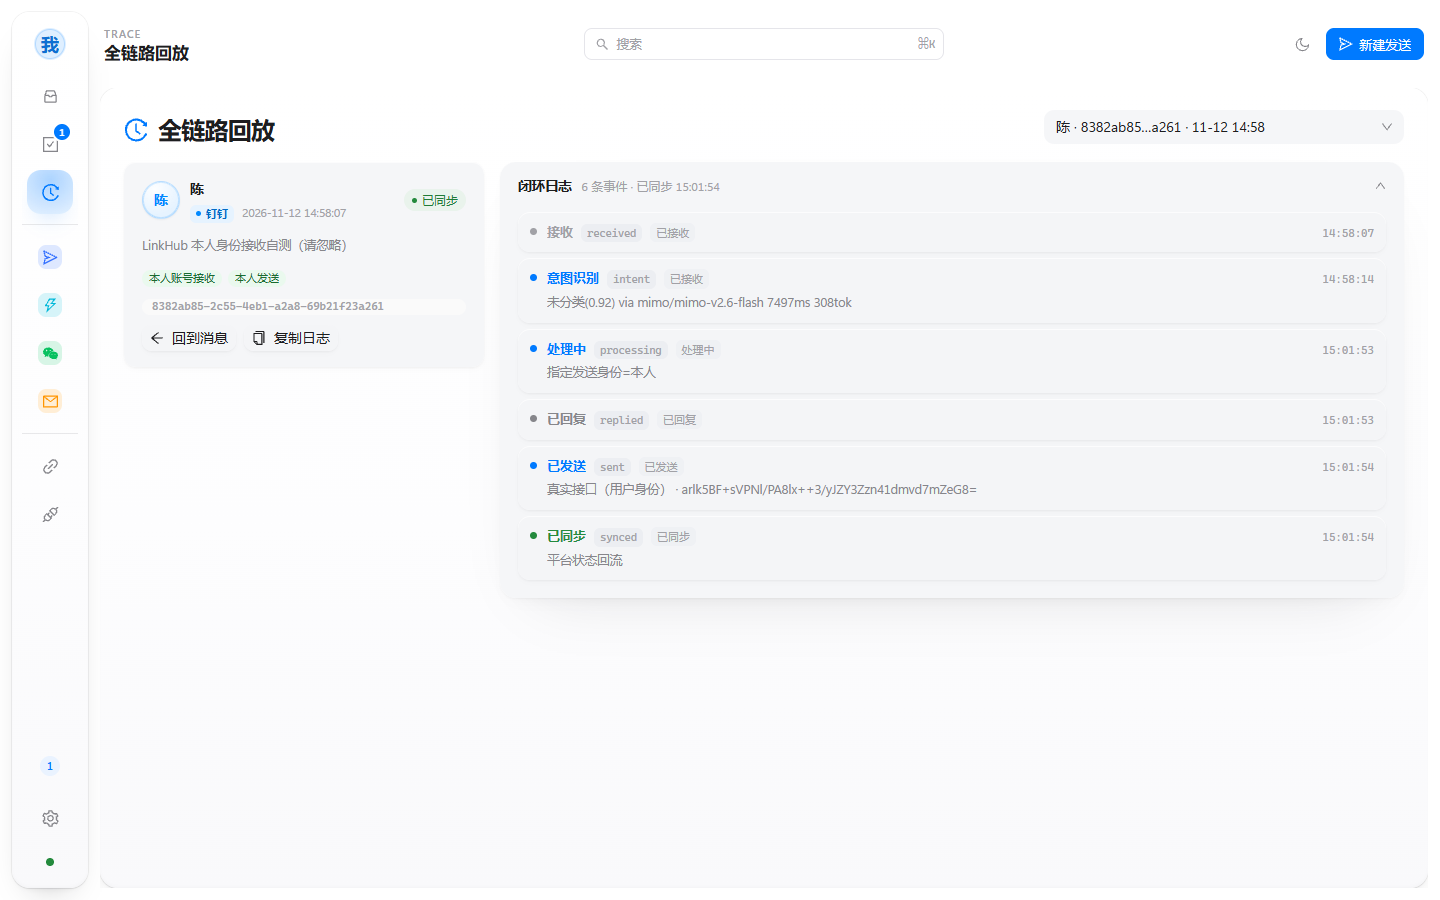 我
TRACE
全链路回放
搜索
⌘K
新建发送
1
全链路回放
陈 · 8382ab85…a261 · 11-12 14:58
陈
陈
钉钉 2026-11-12 14:58:07
已同步
LinkHub 本人身份接收自测（请忽略）
本人账号接收 本人发送
8382ab85-2c55-4eb1-a2a8-69b21f23a261
回到消息 复制日志
闭环日志 6 条事件 · 已同步 15:01:54
接收 received 已接收 14:58:07
意图识别 intent 已接收 14:58:14
未分类(0.92) via mimo/mimo-v2.6-flash 7497ms 308tok
处理中 processing 处理中 15:01:53
指定发送身份=本人
已回复 replied 已回复 15:01:53
已发送 sent 已发送 15:01:54
真实接口（用户身份） · arlk5BF+sVPNl/PA8lx++3/yJZY3Zzn41dmvd7mZeG8=
已同步 synced 已同步 15:01:54
平台状态回流
1